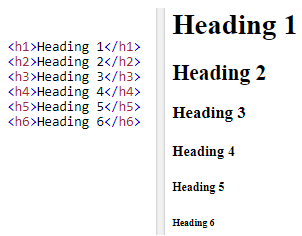 <h1>Heading 1</h1>
<h2>Heading 2</h2>
<h3>Heading 3</h3>
<h4>Heading 4</h4>
<h5>Heading 5</h5>
<h6>Heading 6</h6>
Heading 1
Heading 2
Heading 3
Heading 4
Heading 5
Heading 6